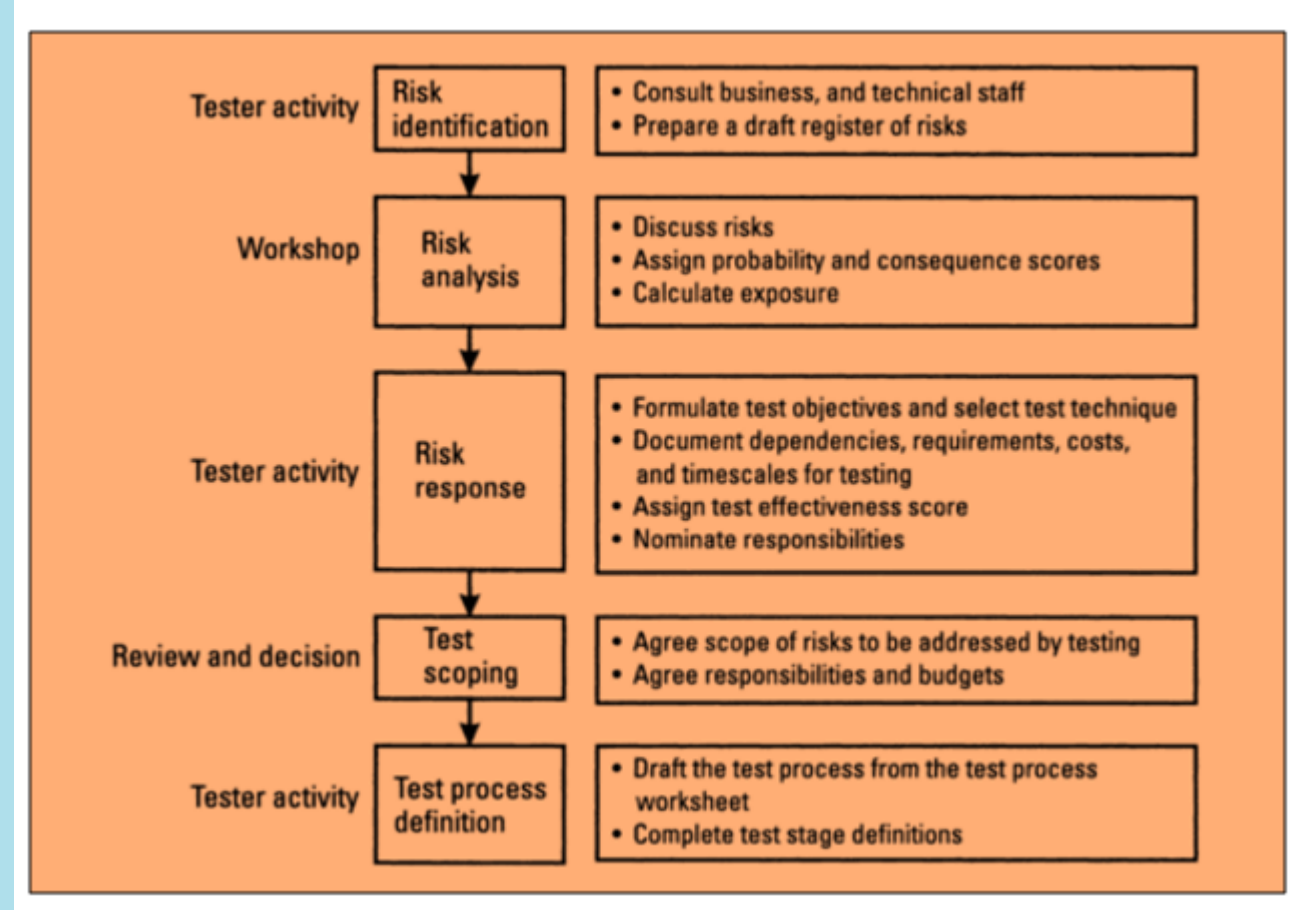 Tester activity
Risk
identification
• Consult business, and technical staff
• Prepare a draft register of risks
Workshop
Risk
analysis
• Discuss risks
• Assign probability and consequence scores
• Calculate exposure
Tester activity
Risk
response
• Formulate test objectives and select test technique
• Document dependencies, requirements, costs,
and timescales for testing
• Assign test effectiveness score
• Nominate responsibilities
Review and decision
Test
scoping
• Agree scope of risks to be addressed by testing
• Agree responsibilities and budgets
Tester activity
Test process
definition
• Draft the test process from the test process
worksheet
• Complete test stage definitions